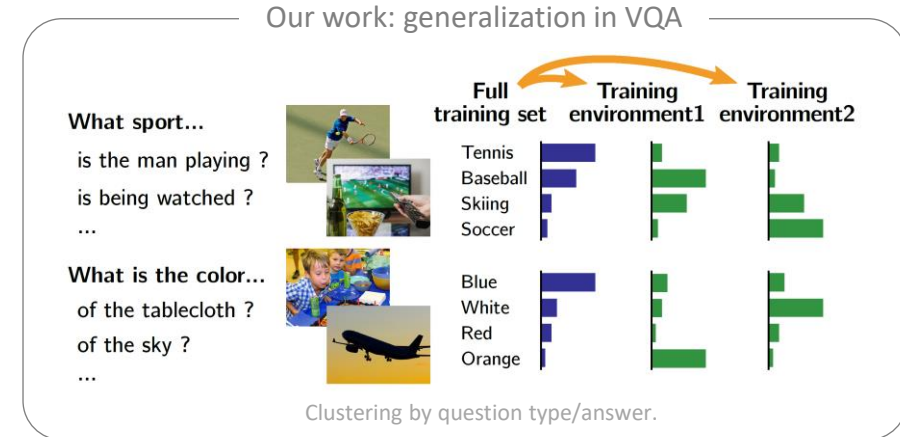 Our work: generalization in VQA
Full training set
Training environment1
Training environment2
What sport...
is the man playing ?
is being watched ?
...
Tennis
Baseball
Skiing
Soccer
What is the color...
of the tablecloth ?
of the sky ?
...
Blue
White
Red
Orange
Clustering by question type/answer.